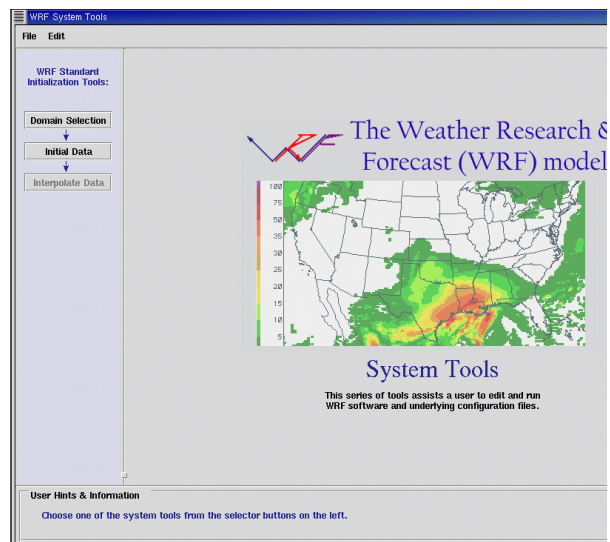 WRF System Tools
File Edit
WRF Standard
Initialization Tools:
Domain Selection
Initial Data
Interpolate Data
The Weather Research &
Forecast (WRF) model
100
75
50
35
30
25
20
15
10
5
System Tools
This series of tools assists a user to edit and run
WRF software and underlying configuration files.
User Hints & Information
Choose one of the system tools from the selector buttons on the left.